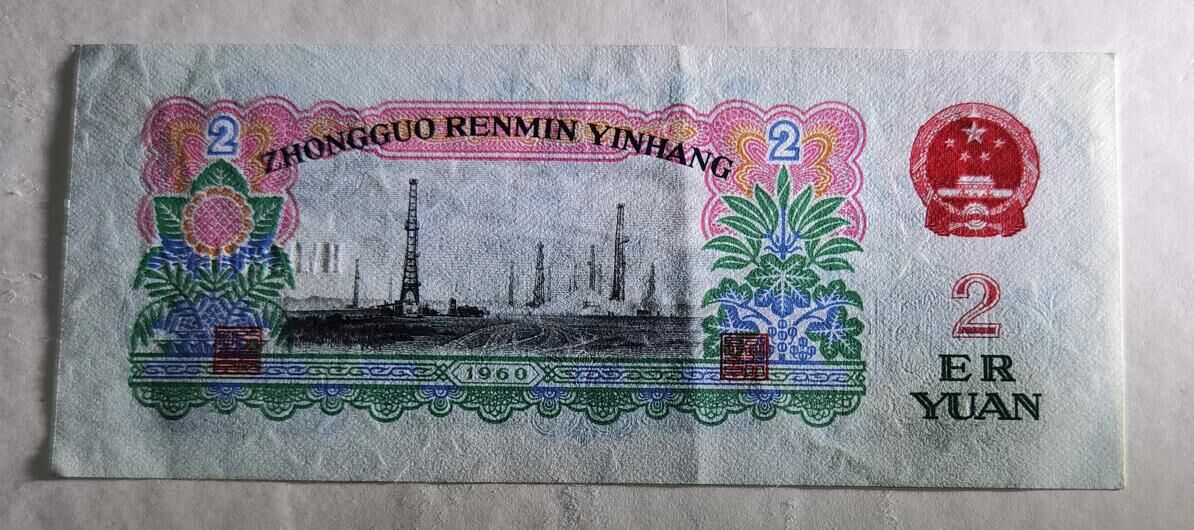 2
ZHONGGUO RENMIN YINHANG
2
1960
2
ER
YUAN